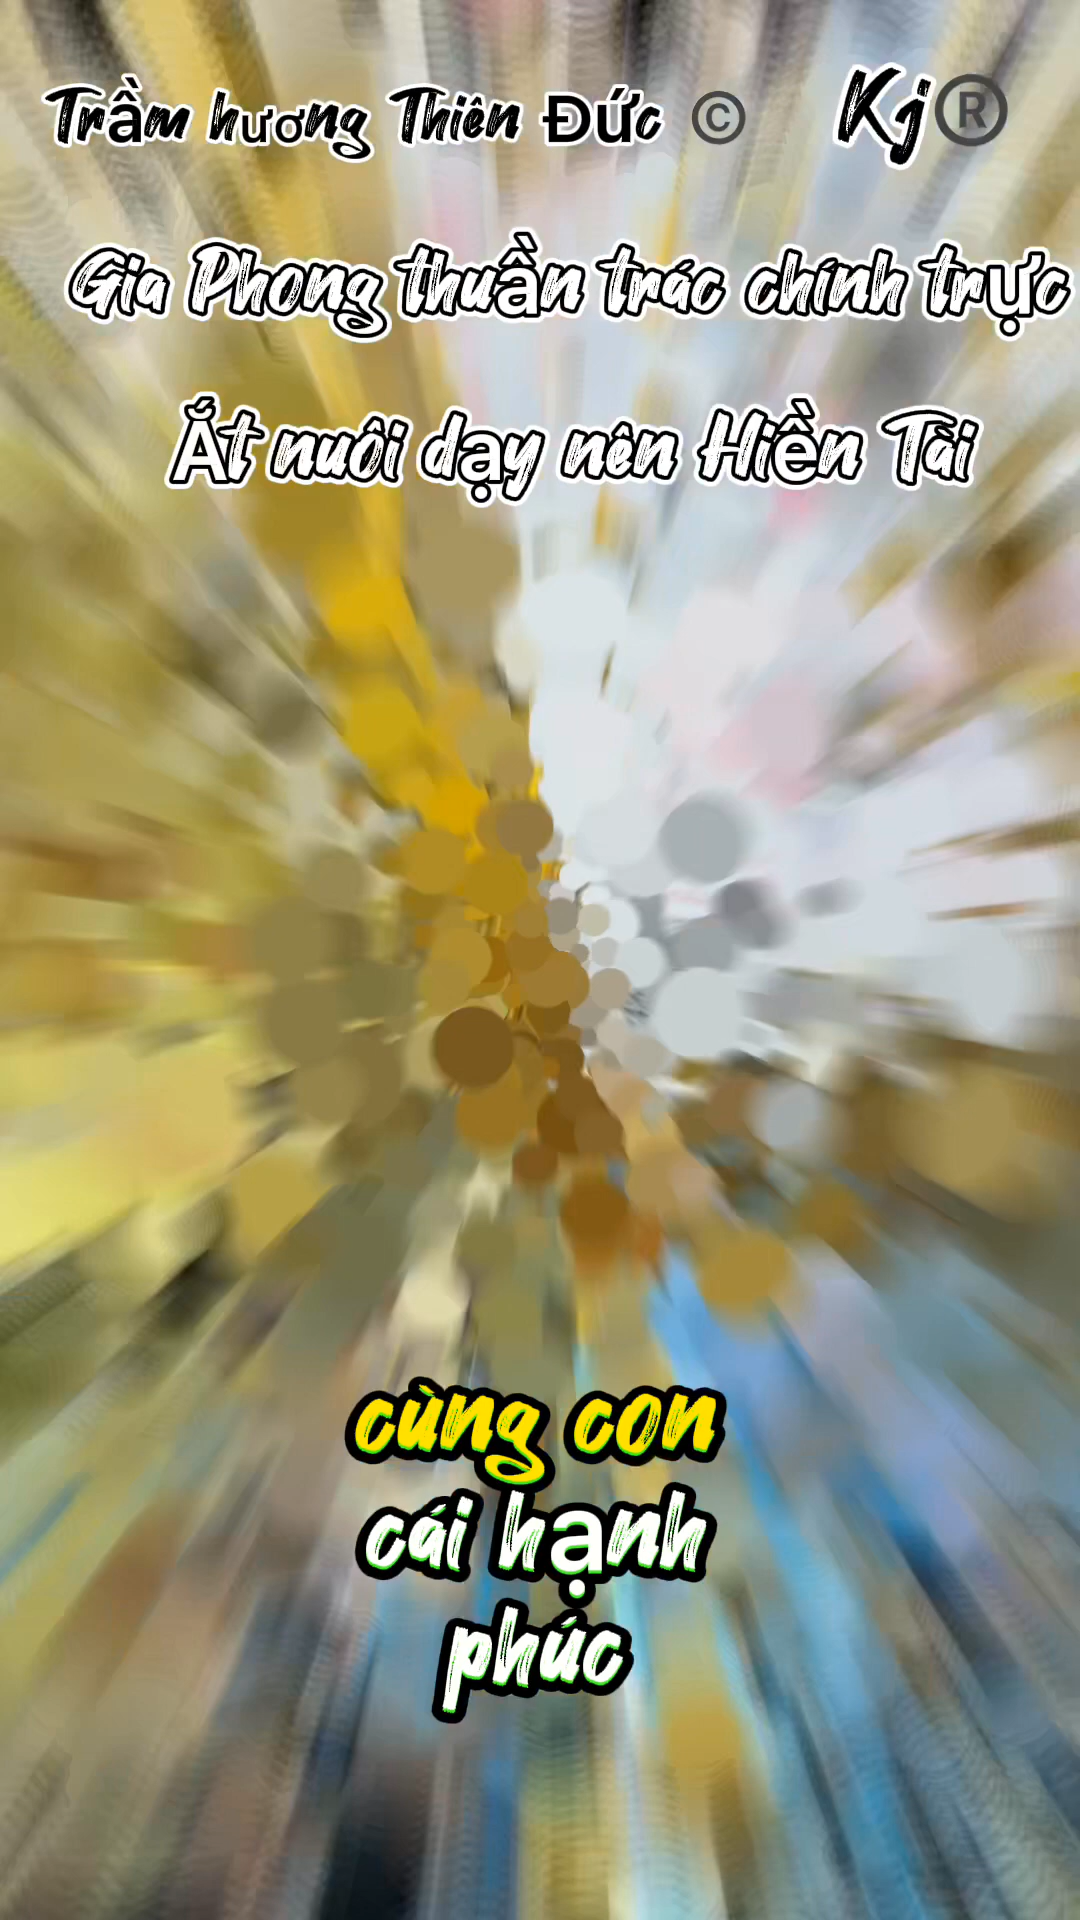 Trầm hương Thiên Đức © Kj®
Gia Phong thuần trác chính trực
Ắt nuôi dạy nên Hiền Tài
cùng con
cái hạnh
phúc